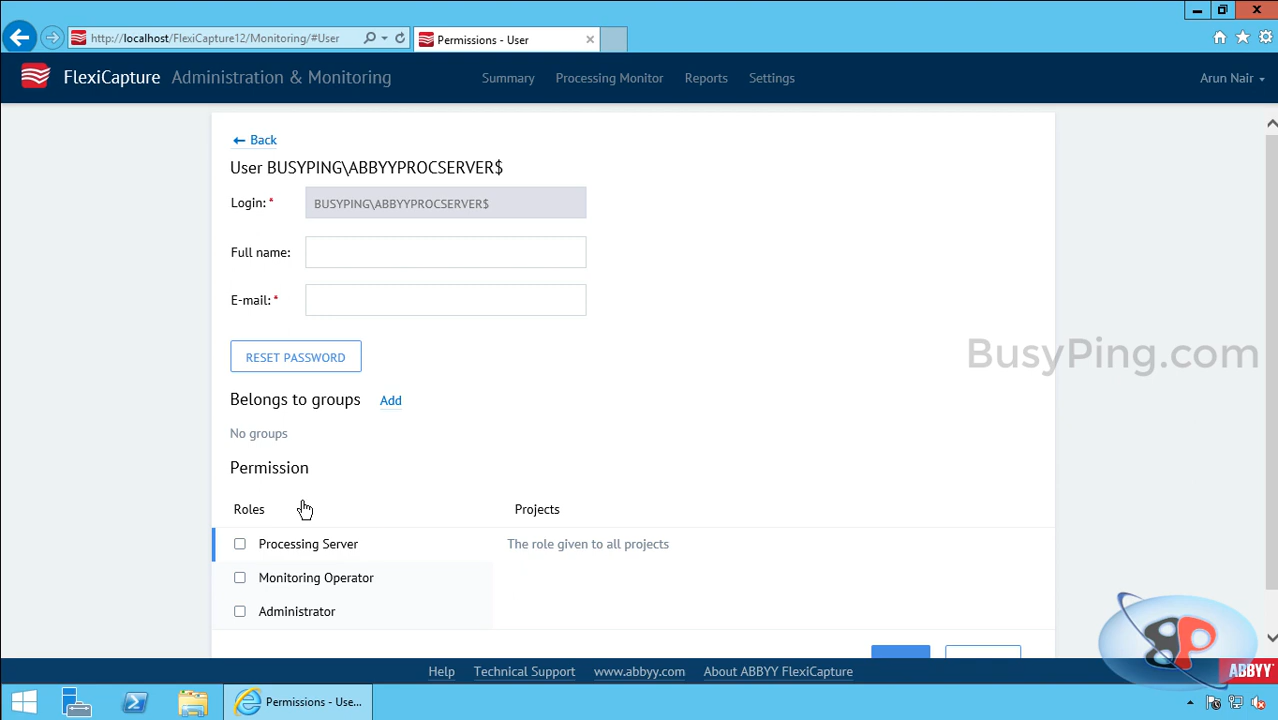 http://localhost/FlexiCapture12/Monitoring/#User
Permissions - User
FlexiCapture Administration & Monitoring
Summary
Processing Monitor
Reports
Settings
Arun Nair
Back
User BUSYPING\ABBYYPROCSERVER$
Login: *
BUSYPING\ABBYYPROCSERVER$
Full name:
E-mail: *
RESET PASSWORD
BusyPing.com
Belongs to groups
Add
No groups
Permission
Roles
Projects
Processing Server
The role given to all projects
Monitoring Operator
Administrator
Help
Technical Support
www.abbyy.com
About ABBYY FlexiCapture
ABBYY
Permissions - Use...